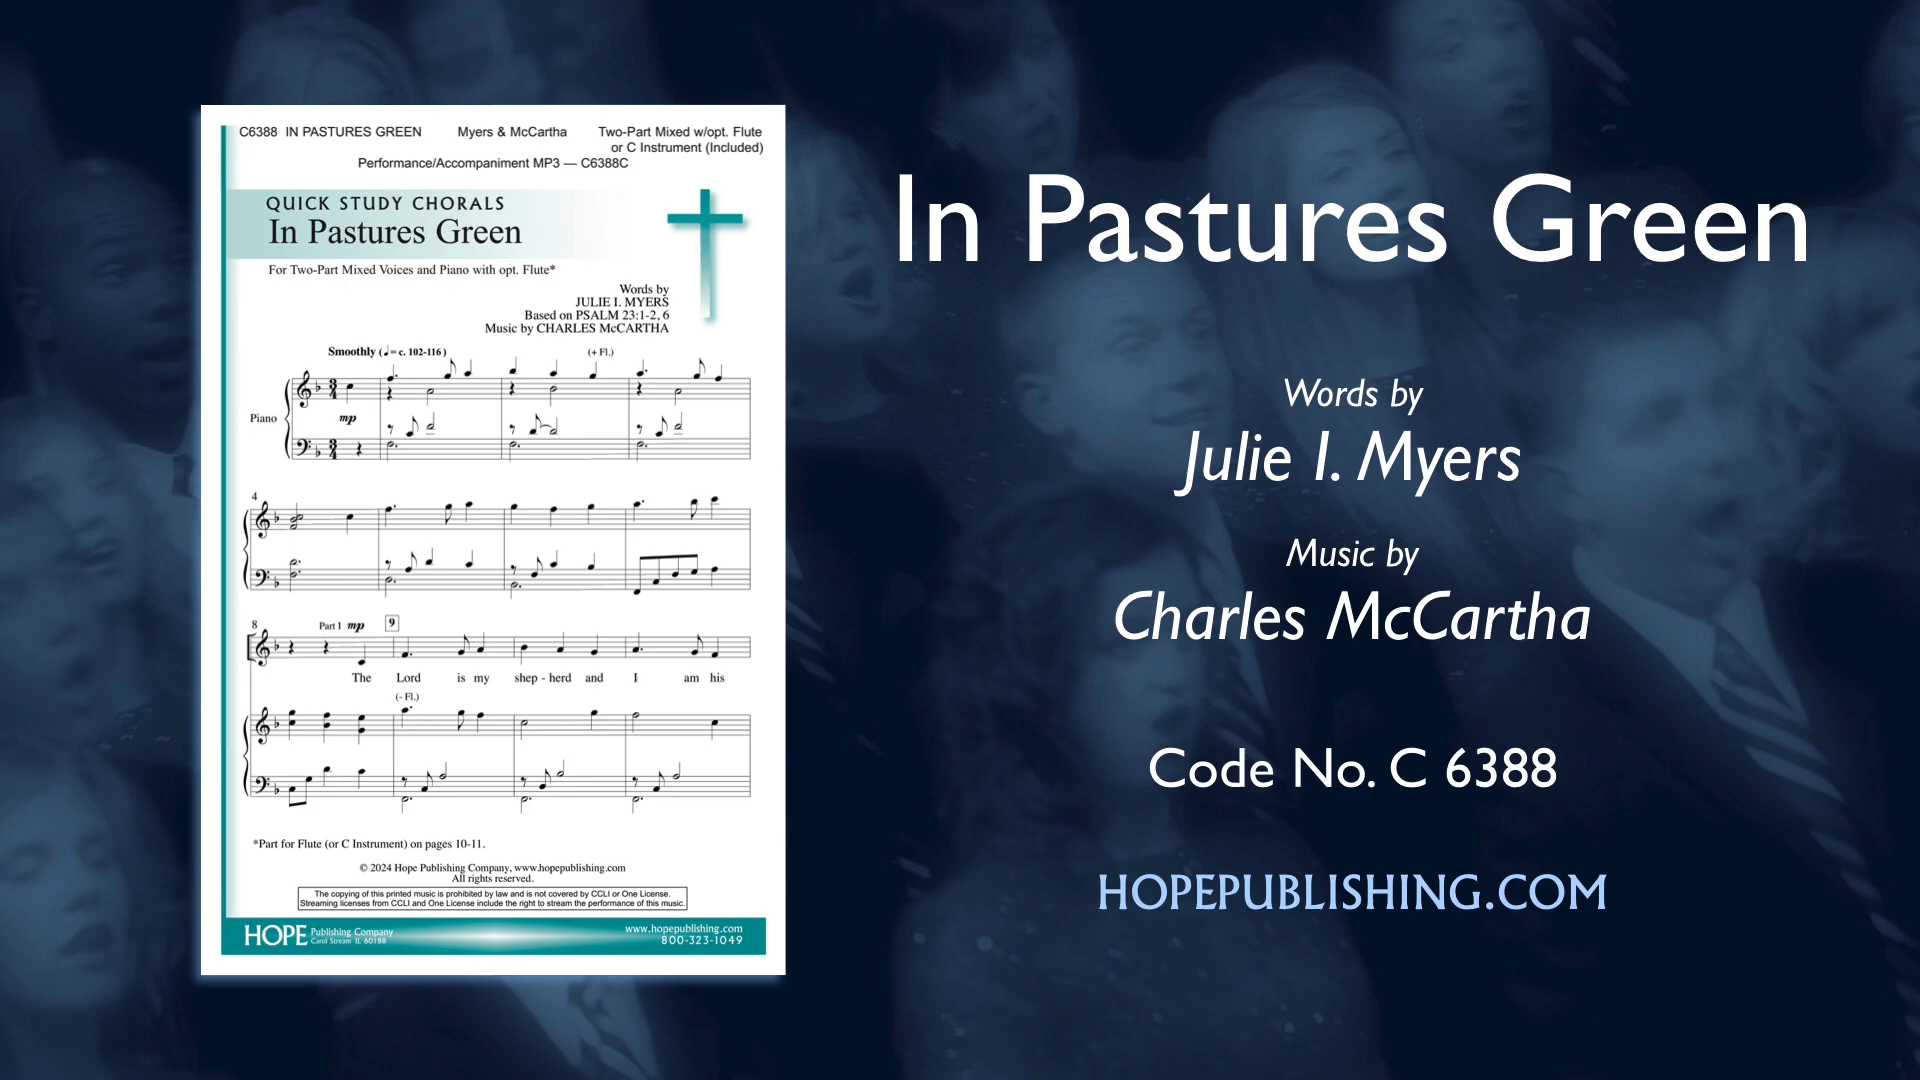 C6388 IN PASTURES GREEN Myers & McCartha Two-Part Mixed w/opt. Flute
or C Instrument (Included)
Performance/Accompaniment MP3 — C6388C
QUICK STUDY CHORALS
In Pastures Green
For Two-Part Mixed Voices and Piano with opt. Flute*
Words by
JULIE I. MYERS
Based on PSALM 23:1-2, 6
Music by CHARLES McCARTHA
Smoothly (♩= c. 102-116)
(+ Fl.)
Piano
mp
4
8
Part I mp
9
The Lord is my shep - herd and I am his
(- Fl.)
*Part for Flute (or C Instrument) on pages 10-11.
© 2024 Hope Publishing Company, www.hopepublishing.com
All rights reserved.
The copying of this printed music is prohibited by law and is not covered by CCLI or One License.
Streaming licenses from CCLI and One License include the right to stream the performance of this music.
HOPE Publishing Company
Carol Stream IL 60188
www.hopepublishing.com
800-323-1049
In Pastures Green
Words by
Julie I. Myers
Music by
Charles McCartha
Code No. C 6388
HOPEPUBLISHING.COM